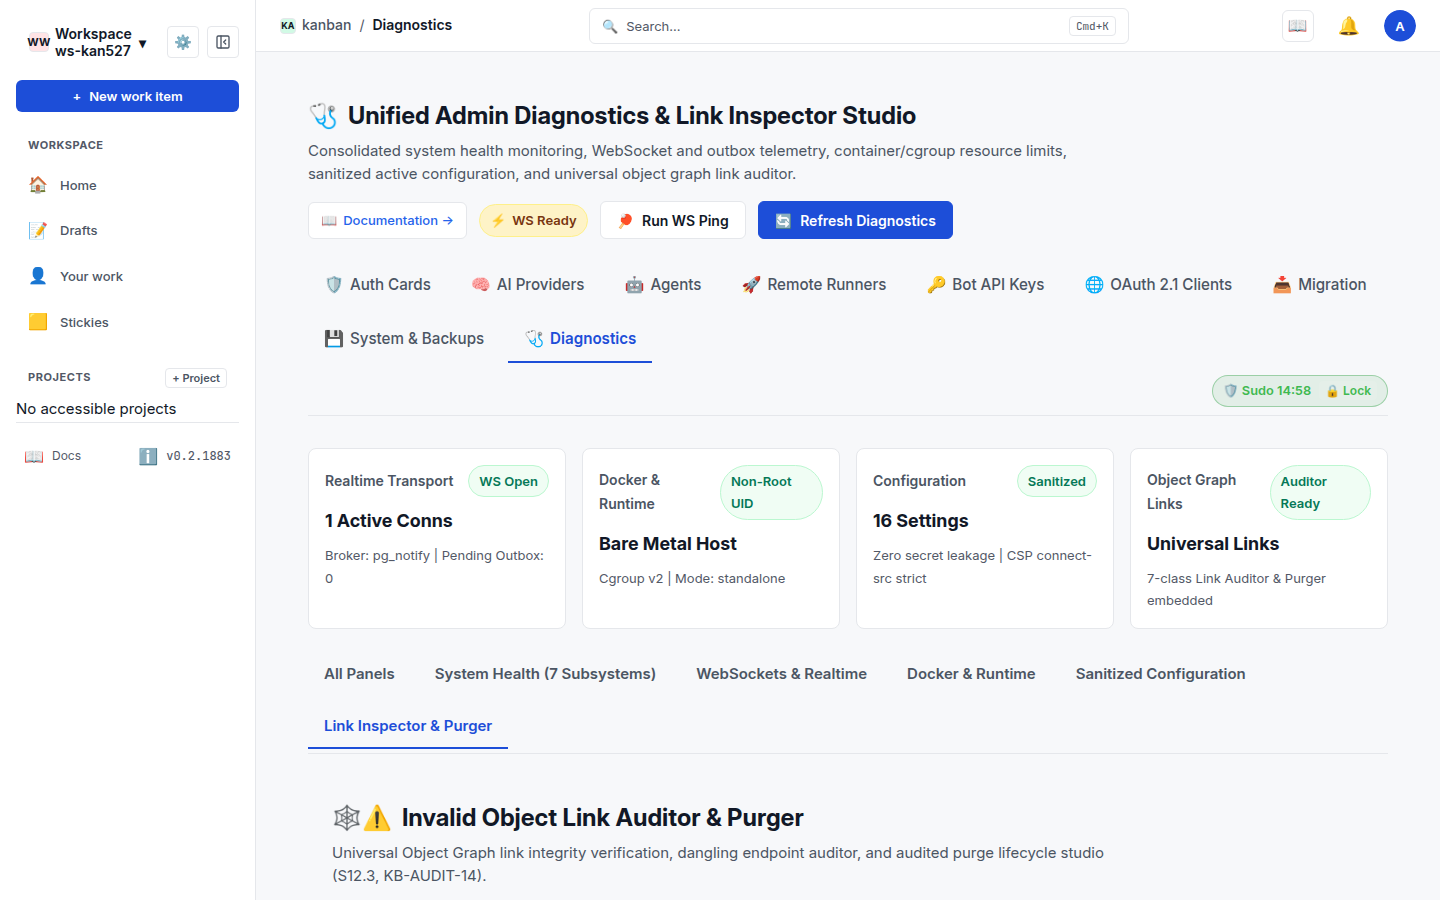 WW Workspace ws-kan527 ▼
+ New work item
WORKSPACE
Home
Drafts
Your work
Stickies
PROJECTS + Project
No accessible projects
Docs v0.2.1883
KA kanban / Diagnostics
Search... Cmd+K
A
Unified Admin Diagnostics & Link Inspector Studio
Consolidated system health monitoring, WebSocket and outbox telemetry, container/cgroup resource limits,
sanitized active configuration, and universal object graph link auditor.
Documentation → WS Ready Run WS Ping Refresh Diagnostics
Auth Cards AI Providers Agents Remote Runners Bot API Keys OAuth 2.1 Clients Migration
System & Backups Diagnostics
Sudo 14:58 Lock
Realtime Transport WS Open
1 Active Conns
Broker: pg_notify | Pending Outbox:
0
Docker &
Runtime
Non-Root
UID
Bare Metal Host
Cgroup v2 | Mode: standalone
Configuration Sanitized
16 Settings
Zero secret leakage | CSP connect-
src strict
Object Graph
Links
Auditor
Ready
Universal Links
7-class Link Auditor & Purger
embedded
All Panels System Health (7 Subsystems) WebSockets & Realtime Docker & Runtime Sanitized Configuration
Link Inspector & Purger
Invalid Object Link Auditor & Purger
Universal Object Graph link integrity verification, dangling endpoint auditor, and audited purge lifecycle studio
(S12.3, KB-AUDIT-14).